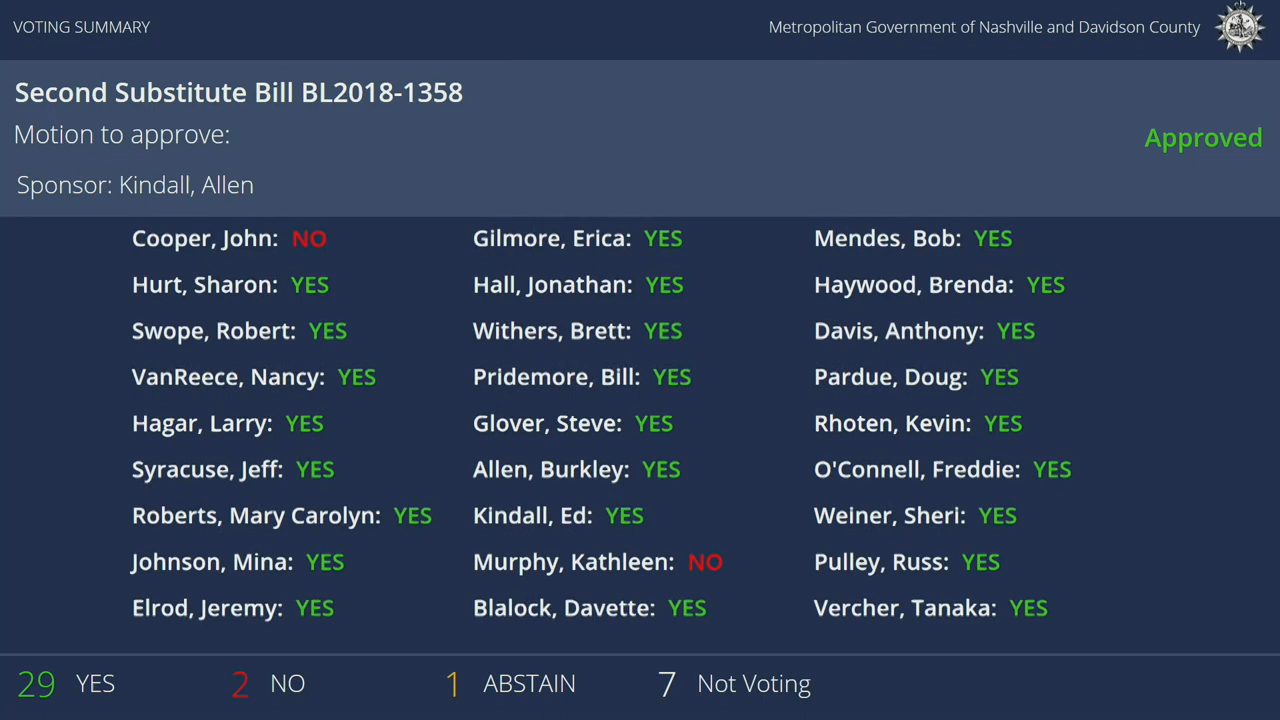 VOTING SUMMARY
Metropolitan Government of Nashville and Davidson County
Second Substitute Bill BL2018-1358
Motion to approve:
Approved
Sponsor: Kindall, Allen
Cooper, John: NO Gilmore, Erica: YES Mendes, Bob: YES
Hurt, Sharon: YES Hall, Jonathan: YES Haywood, Brenda: YES
Swope, Robert: YES Withers, Brett: YES Davis, Anthony: YES
VanReece, Nancy: YES Pridemore, Bill: YES Pardue, Doug: YES
Hagar, Larry: YES Glover, Steve: YES Rhoten, Kevin: YES
Syracuse, Jeff: YES Allen, Burkley: YES O'Connell, Freddie: YES
Roberts, Mary Carolyn: YES Kindall, Ed: YES Weiner, Sheri: YES
Johnson, Mina: YES Murphy, Kathleen: NO Pulley, Russ: YES
Elrod, Jeremy: YES Blalock, Davette: YES Vercher, Tanaka: YES
29 YES 2 NO 1 ABSTAIN 7 Not Voting